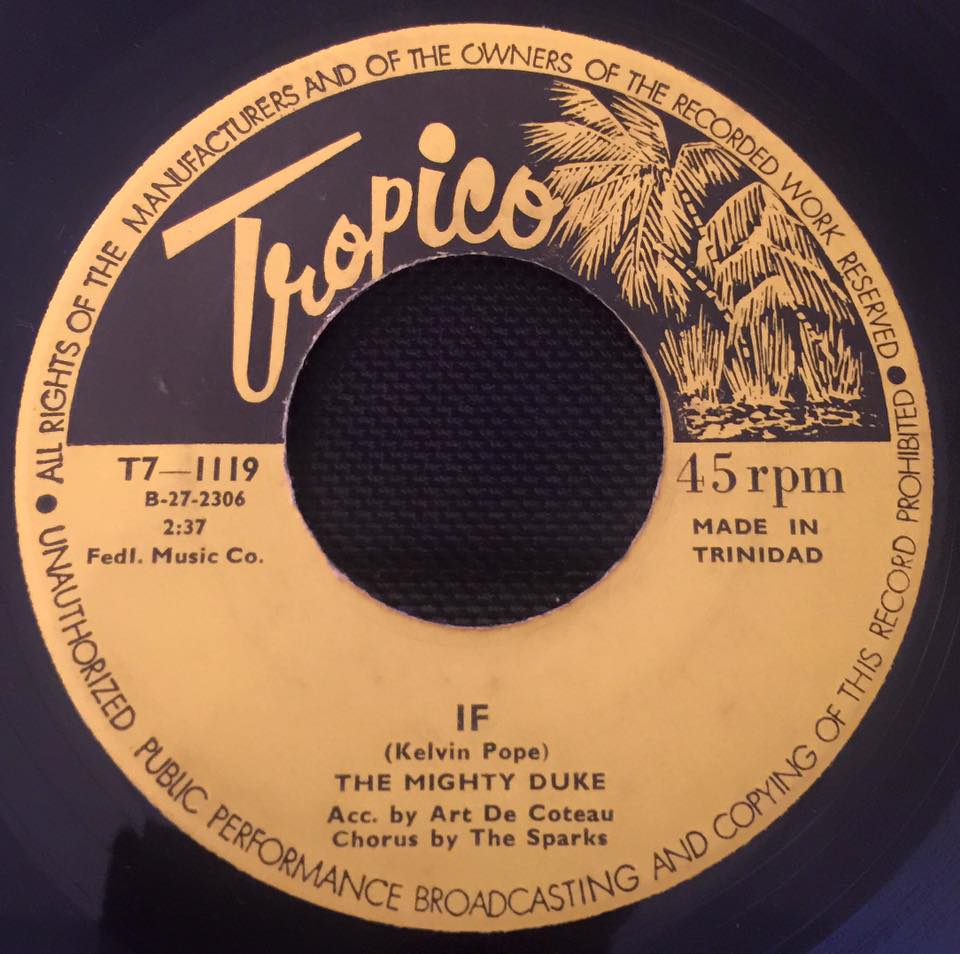 ● ALL RIGHTS OF THE MANUFACTURERS AND OF THE OWNERS OF THE RECORDED WORK RESERVED ●
UNAUTHORIZED PUBLIC PERFORMANCE BROADCASTING AND COPYING OF THIS RECORD PROHIBITED
Tropico
T7—1119
B-27-2306
2:37
Fedl. Music Co.
45 rpm
MADE IN
TRINIDAD
IF
(Kelvin Pope)
THE MIGHTY DUKE
Acc. by Art De Coteau
Chorus by The Sparks